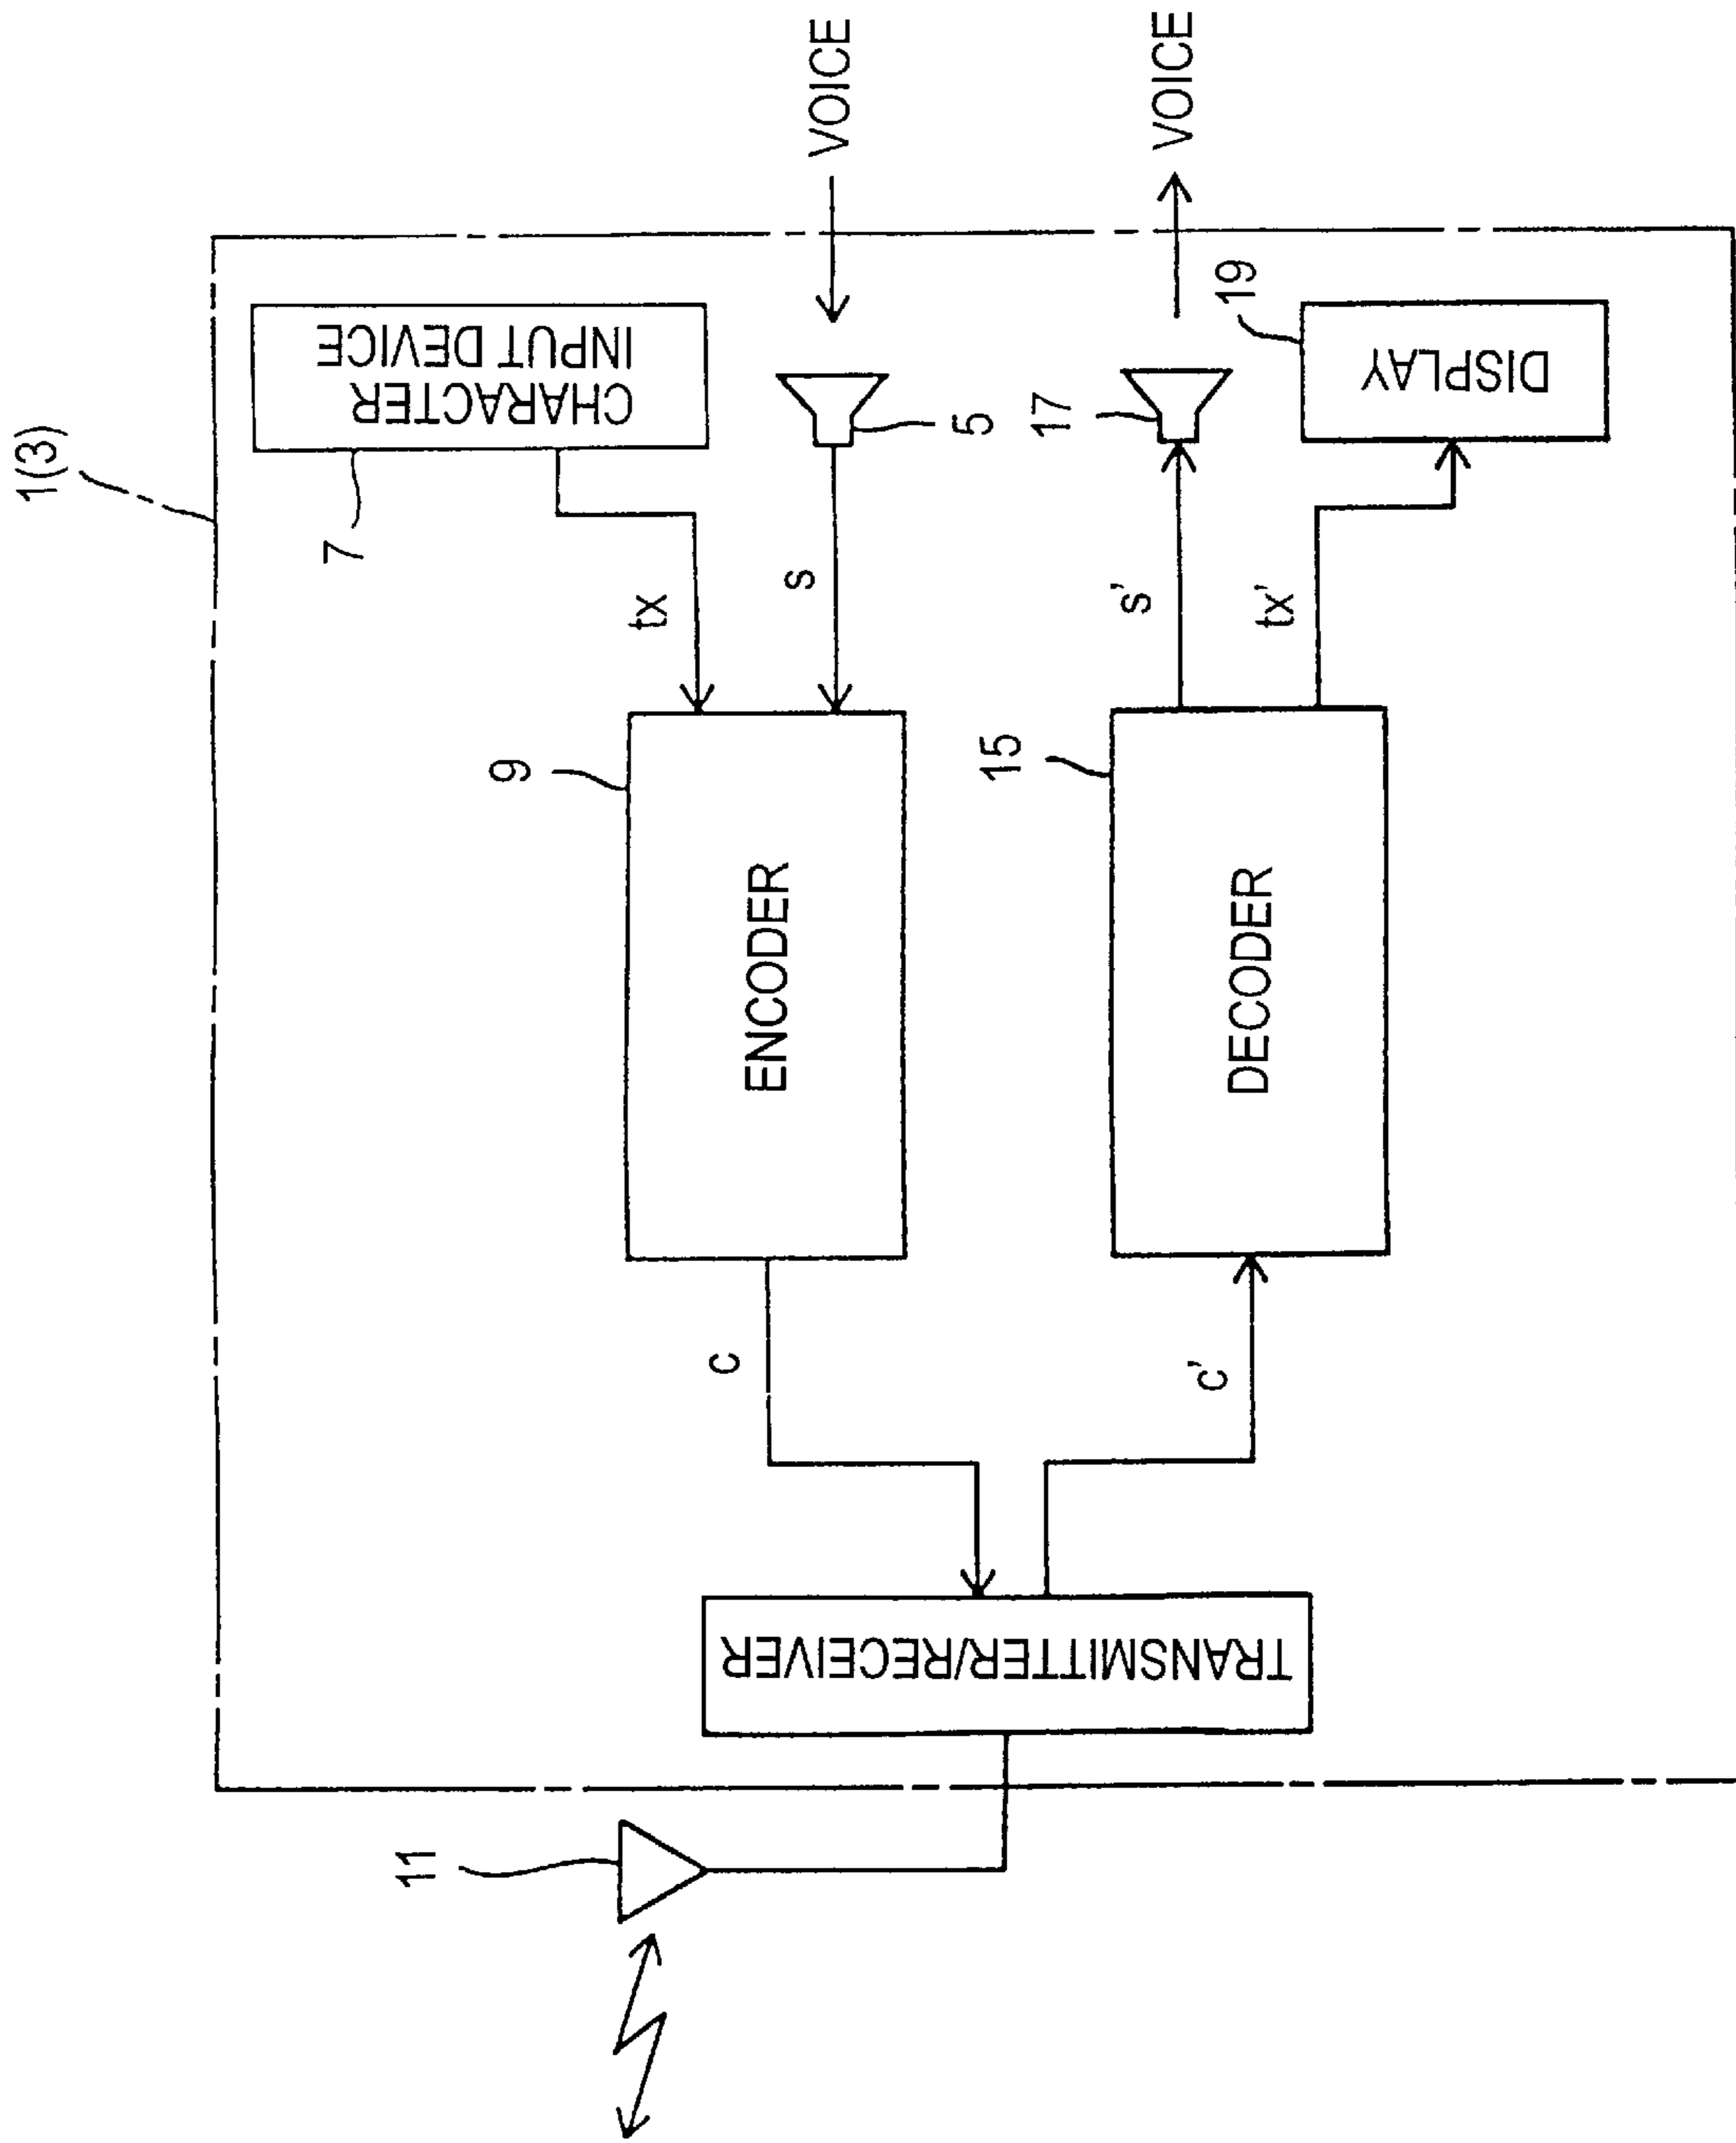 1(3)
CHARACTER
INPUT DEVICE
7
tx
VOICE
s
5
9
ENCODER
c
VOICE
17
s'
19
DISPLAY
tx'
15
DECODER
c'
TRANSMITTER/RECEIVER
11